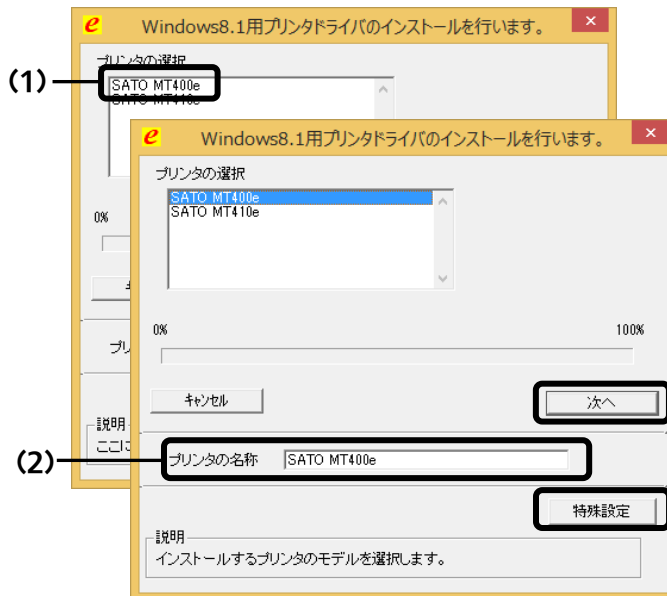 e Windows8.1用プリンタドライバのインストールを行います。 ×
プリンタの選択
(1)
SATO MT400e
SATO MT410e
0%
プリ
説明
ここに
e Windows8.1用プリンタドライバのインストールを行います。 ×
プリンタの選択
SATO MT400e
SATO MT410e
0% 100%
キャンセル 次へ
(2)
プリンタの名称 SATO MT400e
特殊設定
説明
インストールするプリンタのモデルを選択します。